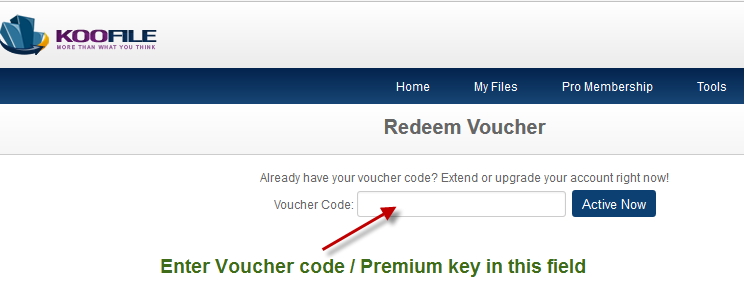 KOOFILE
MORE THAN WHAT YOU THINK
Home My Files Pro Membership Tools
Redeem Voucher
Already have your voucher code? Extend or upgrade your account right now!
Voucher Code: Active Now
Enter Voucher code / Premium key in this field